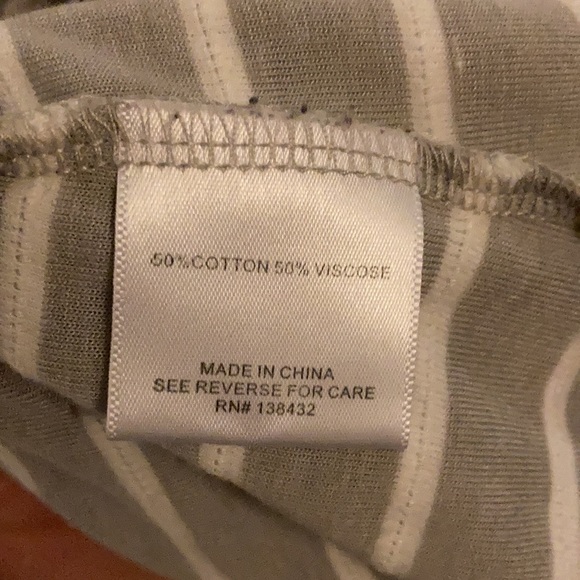 50%COTTON 50% VISCOSE
MADE IN CHINA
SEE REVERSE FOR CARE
RN# 138432